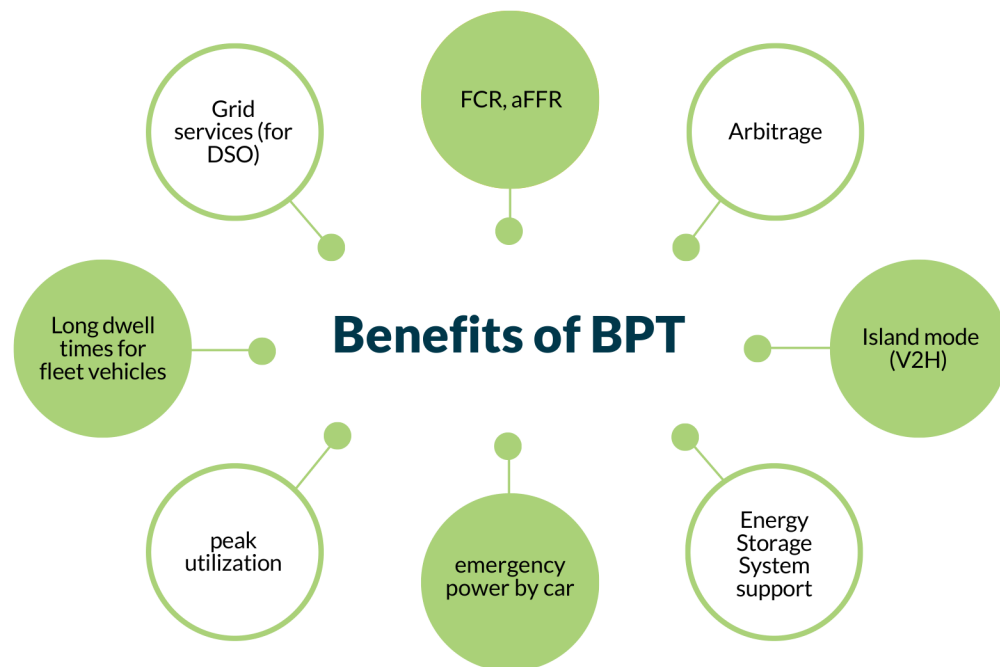 FCR, aFFR
Grid
services (for
DSO)
Arbitrage
Benefits of BPT
Long dwell
times for
fleet vehicles
Island mode
(V2H)
peak
utilization
emergency
power by car
Energy
Storage
System
support